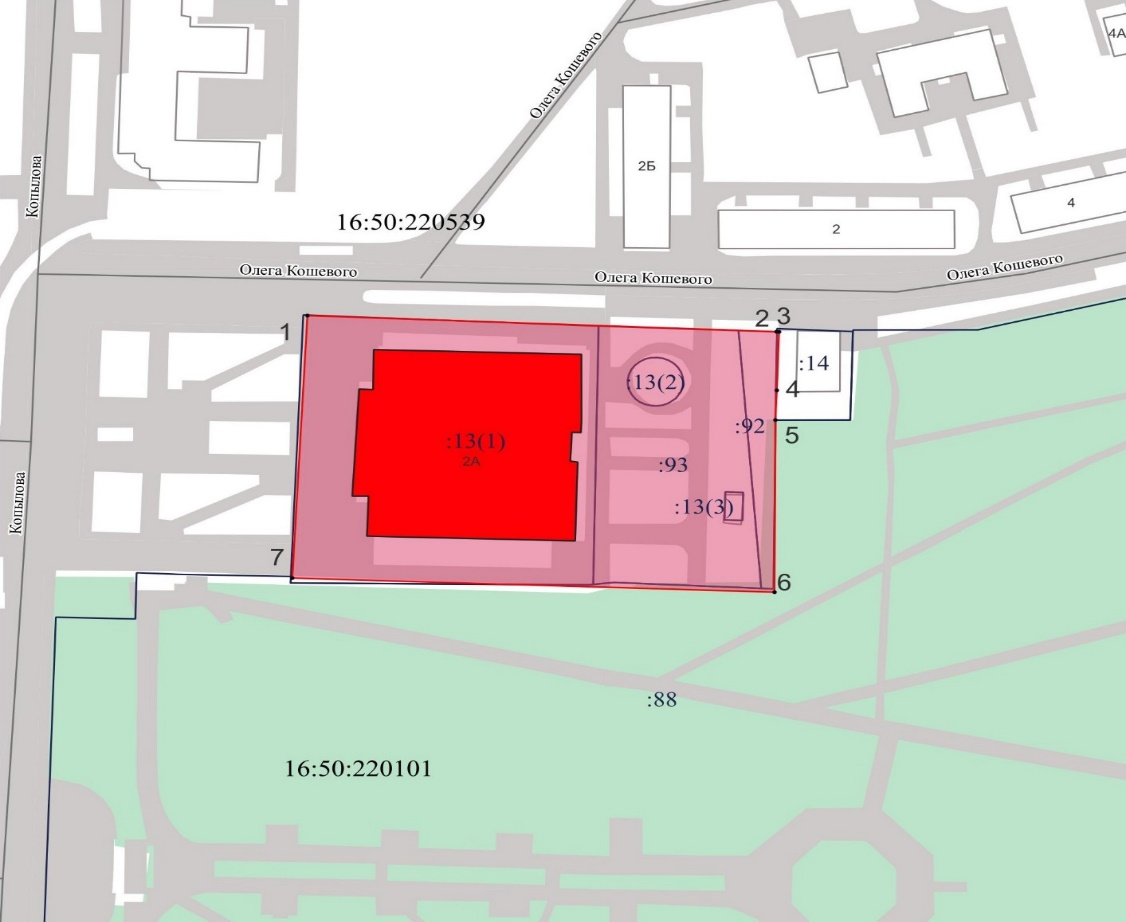 4А
Олега Кошевого
2Б
Копылова
4
16:50:220539
2
Олега Кошевого
Олега Кошевого
Олега Кошевого
1
2
3
:14
:13(2)
4
:92
5
:13(1)
2А
:93
Копылова
:13(3)
7
6
:88
16:50:220101